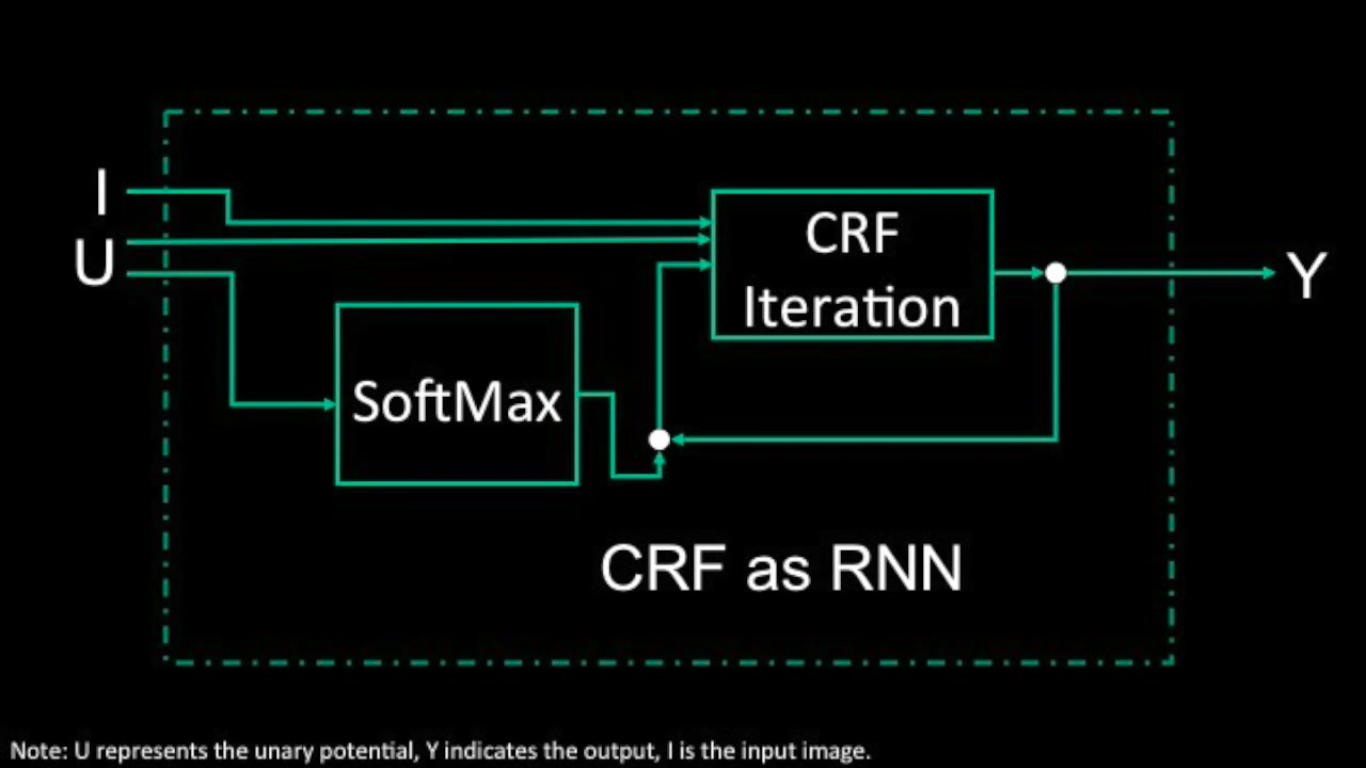 I
U
CRF
Iteration
Y
SoftMax
CRF as RNN
Note: U represents the unary potential, Y indicates the output, I is the input image.